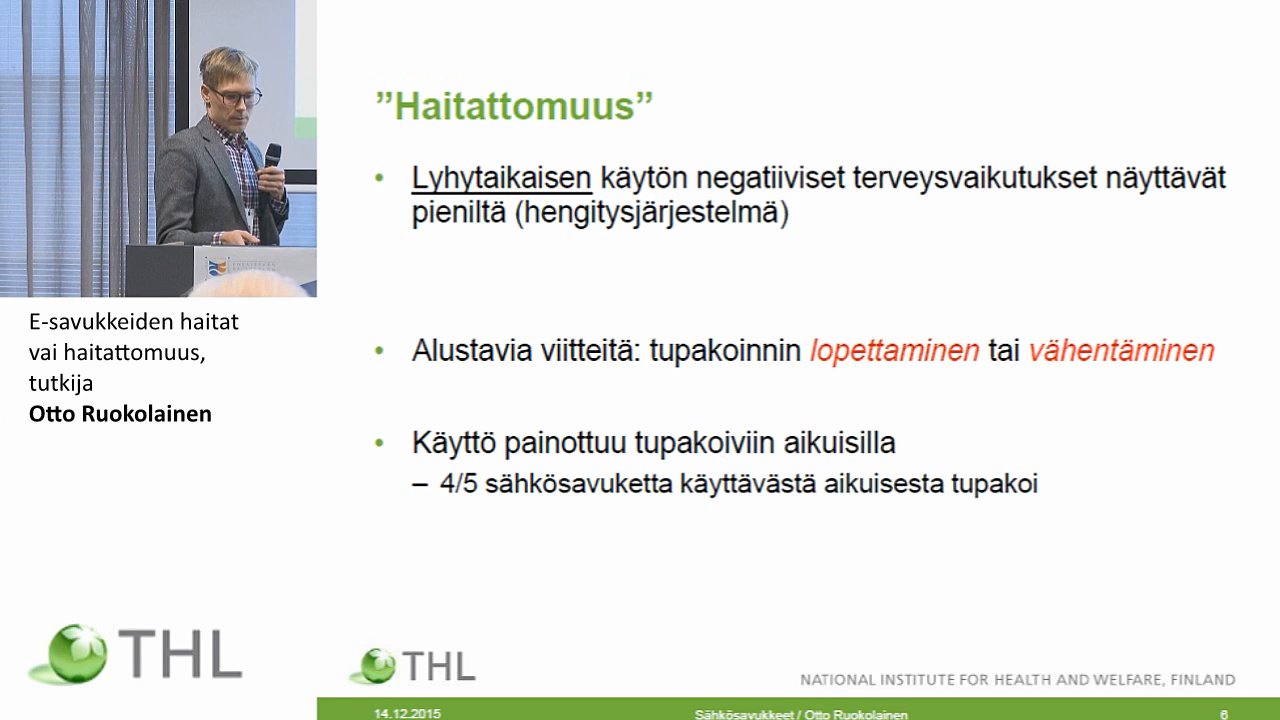 E-savukkeiden haitat
vai haitattomuus,
tutkija
Otto Ruokolainen
THL
”Haitattomuus”
• Lyhytaikaisen käytön negatiiviset terveysvaikutukset näyttävät
pieniltä (hengitysjärjestelmä)
• Alustavia viitteitä: tupakoinnin lopettaminen tai vähentäminen
• Käyttö painottuu tupakoiviin aikuisilla
– 4/5 sähkösavuketta käyttävästä aikuisesta tupakoi
THL
NATIONAL INSTITUTE FOR HEALTH AND WELFARE, FINLAND
14.12.2015
Sähkösavukkeet / Otto Ruokolainen
6